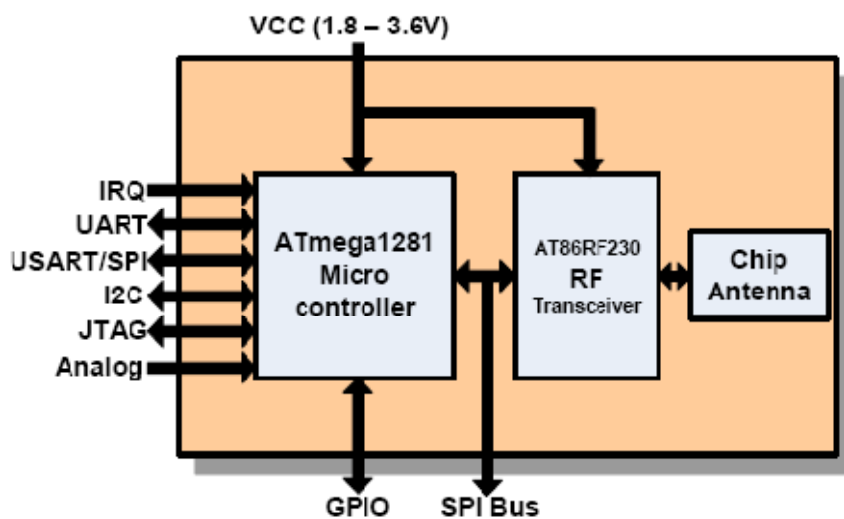 VCC (1.8 – 3.6V)
IRQ
UART
USART/SPI
I2C
JTAG
Analog
ATmega1281
Micro
controller
AT86RF230
RF
Transceiver
Chip
Antenna
GPIO
SPI Bus